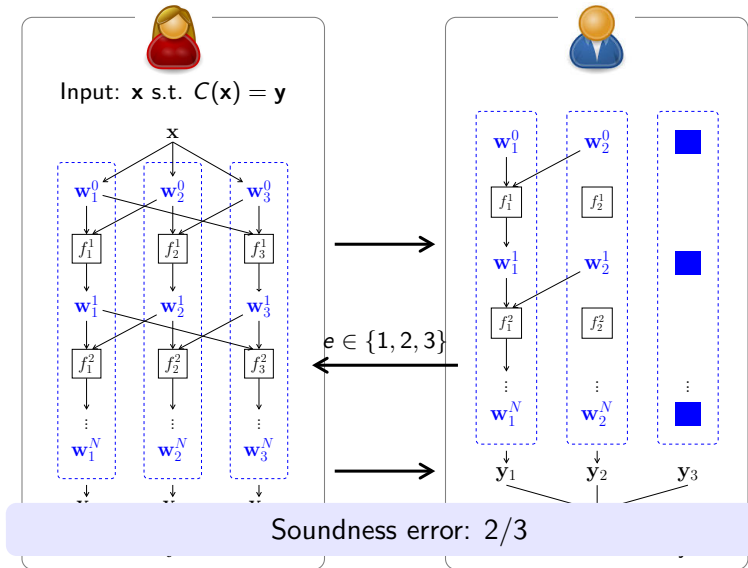 Input: x s.t. C(x) = y
x
w_1^0 w_2^0 w_3^0
f_1^1 f_2^1 f_3^1
w_1^1 w_2^1 w_3^1
f_1^2 f_2^2 f_3^2
⋮ ⋮ ⋮
w_1^N w_2^N w_3^N
e ∈ {1, 2, 3}
w_1^0 w_2^0
f_1^1 f_2^1
w_1^1 w_2^1
f_1^2 f_2^2
⋮ ⋮ ⋮
w_1^N w_2^N
y_1 y_2 y_3
Soundness error: 2/3